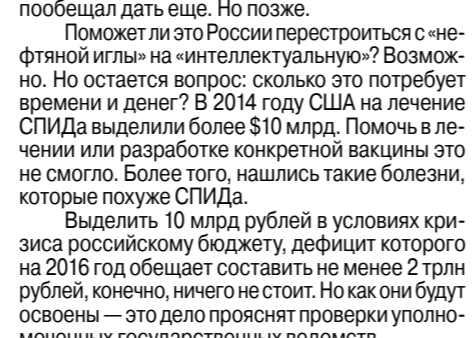 пообещал дать еще. Но позже.
Поможет ли это России перестроиться с «не-
фтяной иглы» на «интеллектуальную»? Возмож-
но. Но остается вопрос: сколько это потребует
времени и денег? В 2014 году США на лечение
СПИДа выделили более $10 млрд. Помочь в ле-
чении или разработке конкретной вакцины это
не смогло. Более того, нашлись такие болезни,
которые похуже СПИДа.
Выделить 10 млрд рублей в условиях кри-
зиса российскому бюджету, дефицит которого
на 2016 год обещает составить не менее 2 трлн
рублей, конечно, ничего не стоит. Но как они будут
освоены — это дело прояснят проверки уполно-
моченных государственных ведомств.